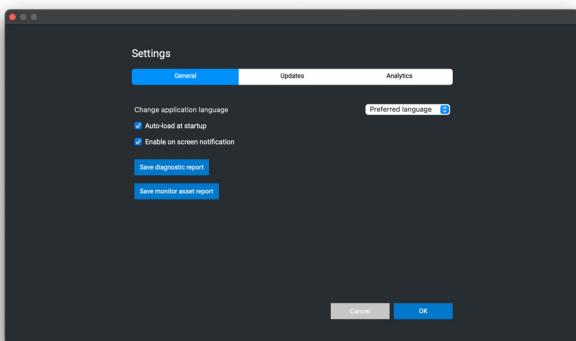 Settings
General
Updates
Analytics
Change application language
Preferred language
Auto-load at startup
Enable on screen notification
Save diagnostic report
Save monitor asset report
Cancel
OK